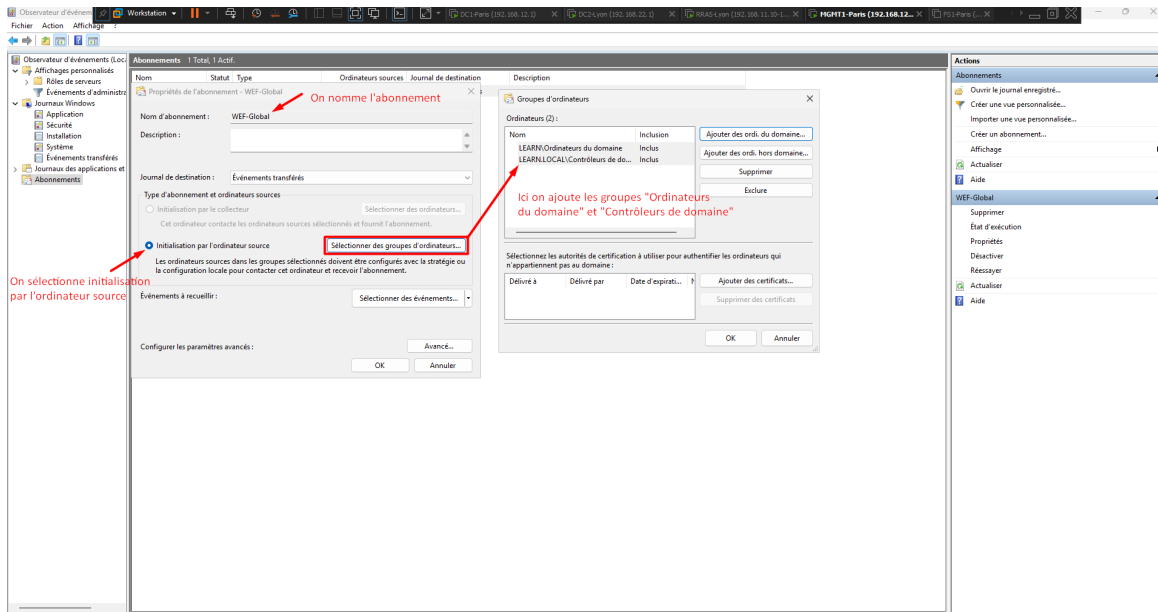 Observateur d'événem
Workstation
DC1-Paris (192.168.12.1)
DC2-Lyon (192.168.22.1)
RRAS-Lyon (192.168.11.10-1...
MGMT1-Paris (192.168.12...
FS1-Paris (...
Fichier Action Affichage ?
Observateur d'événements (Loc
Affichages personnalisés
Rôles de serveurs
Événements d'administra
Journaux Windows
Application
Sécurité
Installation
Système
Événements transférés
Journaux des applications et
Abonnements
Abonnements 1 Total, 1 Actif.
Nom Statut Type Ordinateurs sources Journal de destination Description
Propriétés de l'abonnement - WEF-Global
On nomme l'abonnement
Nom d'abonnement : WEF-Global
Description :
Journal de destination : Événements transférés
Type d'abonnement et ordinateurs sources
Initialisation par le collecteur Sélectionner des ordinateurs...
Cet ordinateur contacte les ordinateurs sources sélectionnés et fournit l'abonnement.
Initialisation par l'ordinateur source Sélectionner des groupes d'ordinateurs...
Les ordinateurs sources dans les groupes sélectionnés doivent être configurés avec la stratégie ou
la configuration locale pour contacter cet ordinateur et recevoir l'abonnement.
On sélectionne initialisation
par l'ordinateur source
Événements à recueillir : Sélectionner des événements...
Configurer les paramètres avancés : Avancé...
OK Annuler
Groupes d'ordinateurs
Ordinateurs (2) :
Nom Inclusion
LEARN\Ordinateurs du domaine Inclus
LEARN.LOCAL\Contrôleurs de do... Inclus
Ajouter des ordi. du domaine...
Ajouter des ordi. hors domaine...
Supprimer
Exclure
Ici on ajoute les groupes "Ordinateurs
du domaine" et "Contrôleurs de domaine"
Sélectionnez les autorités de certification à utiliser pour authentifier les ordinateurs qui
n'appartiennent pas au domaine :
Délivré à Délivré par Date d'expirati...
Ajouter des certificats...
Supprimer des certificats
OK Annuler
Actions
Abonnements
Ouvrir le journal enregistré...
Créer une vue personnalisée...
Importer une vue personnalisée...
Créer un abonnement...
Affichage
Actualiser
Aide
WEF-Global
Supprimer
État d'exécution
Propriétés
Désactiver
Réessayer
Actualiser
Aide